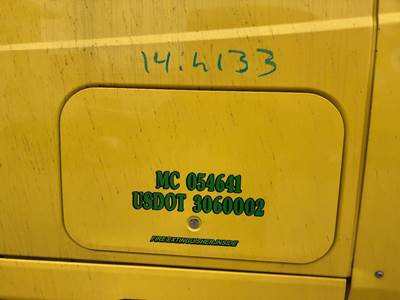 14:4133
MC 054641
USDOT 3060002
FIRE EXTINGUISHER INSIDE